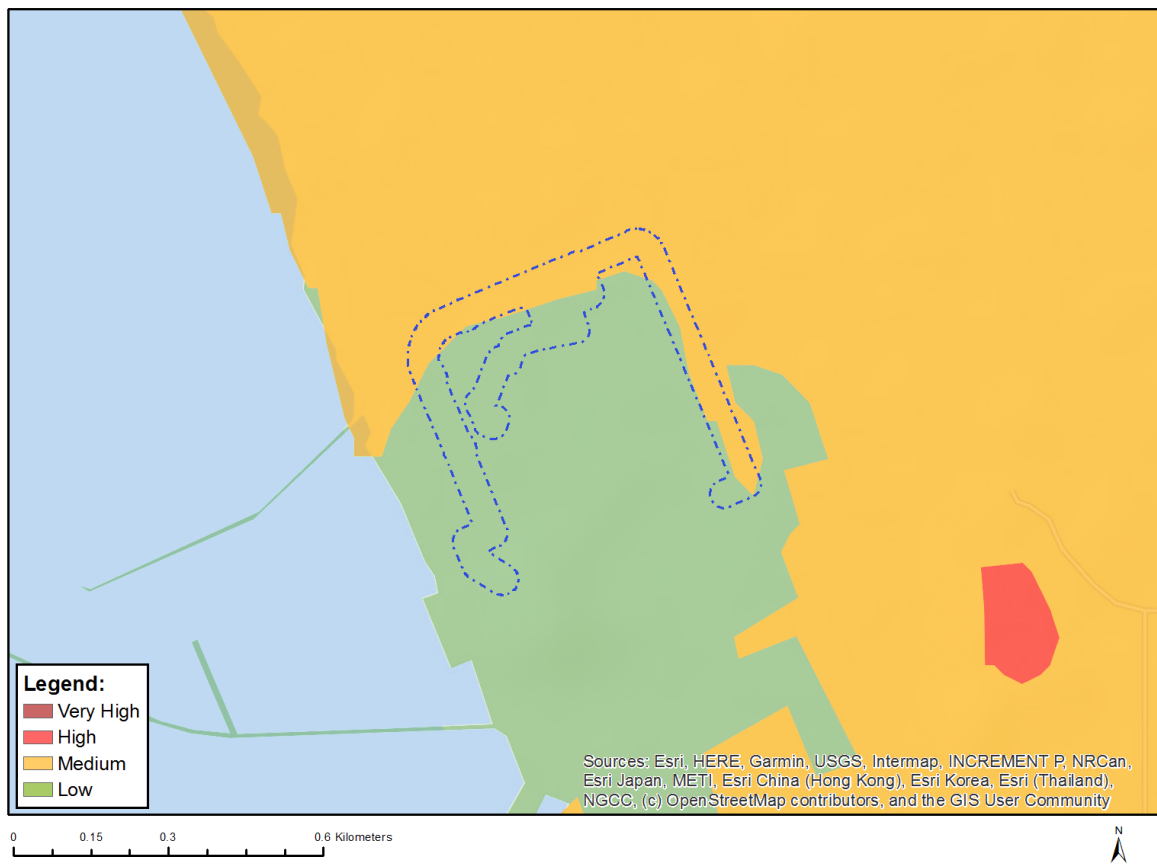 Legend:
Very High
High
Medium
Low
Sources: Esri, HERE, Garmin, USGS, Intermap, INCREMENT P, NRCan,
Esri Japan, METI, Esri China (Hong Kong), Esri Korea, Esri (Thailand),
NGCC, (c) OpenStreetMap contributors, and the GIS User Community
0 0.15 0.3 0.6 Kilometers
N